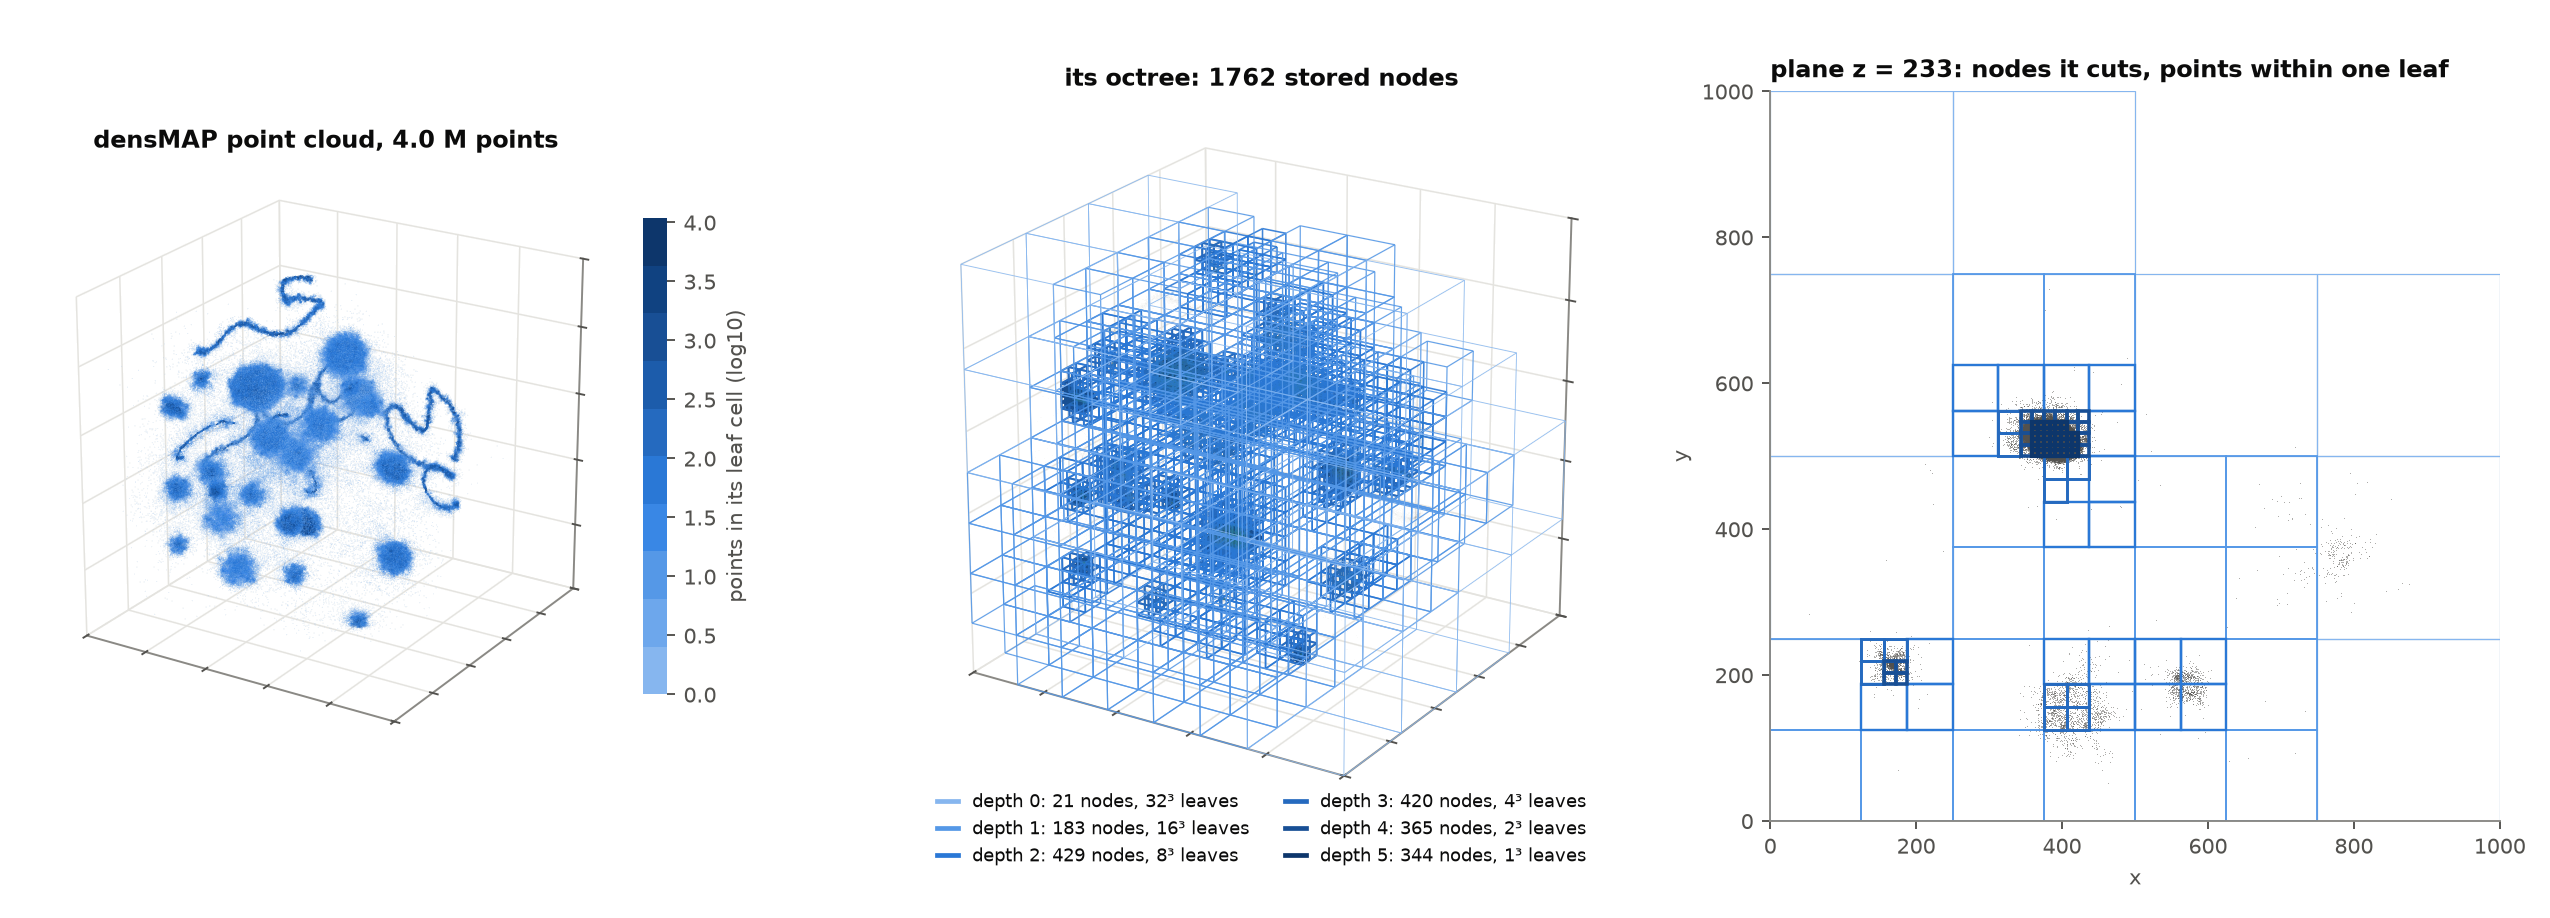 densMAP point cloud, 4.0 M points
4.0
3.5
3.0
2.5
2.0
1.5
1.0
0.5
0.0
points in its leaf cell (log10)
its octree: 1762 stored nodes
depth 0: 21 nodes, 32³ leaves
depth 1: 183 nodes, 16³ leaves
depth 2: 429 nodes, 8³ leaves
depth 3: 420 nodes, 4³ leaves
depth 4: 365 nodes, 2³ leaves
depth 5: 344 nodes, 1³ leaves
plane z = 233: nodes it cuts, points within one leaf
1000
800
600
400
200
0
y
0 200 400 600 800 1000
x